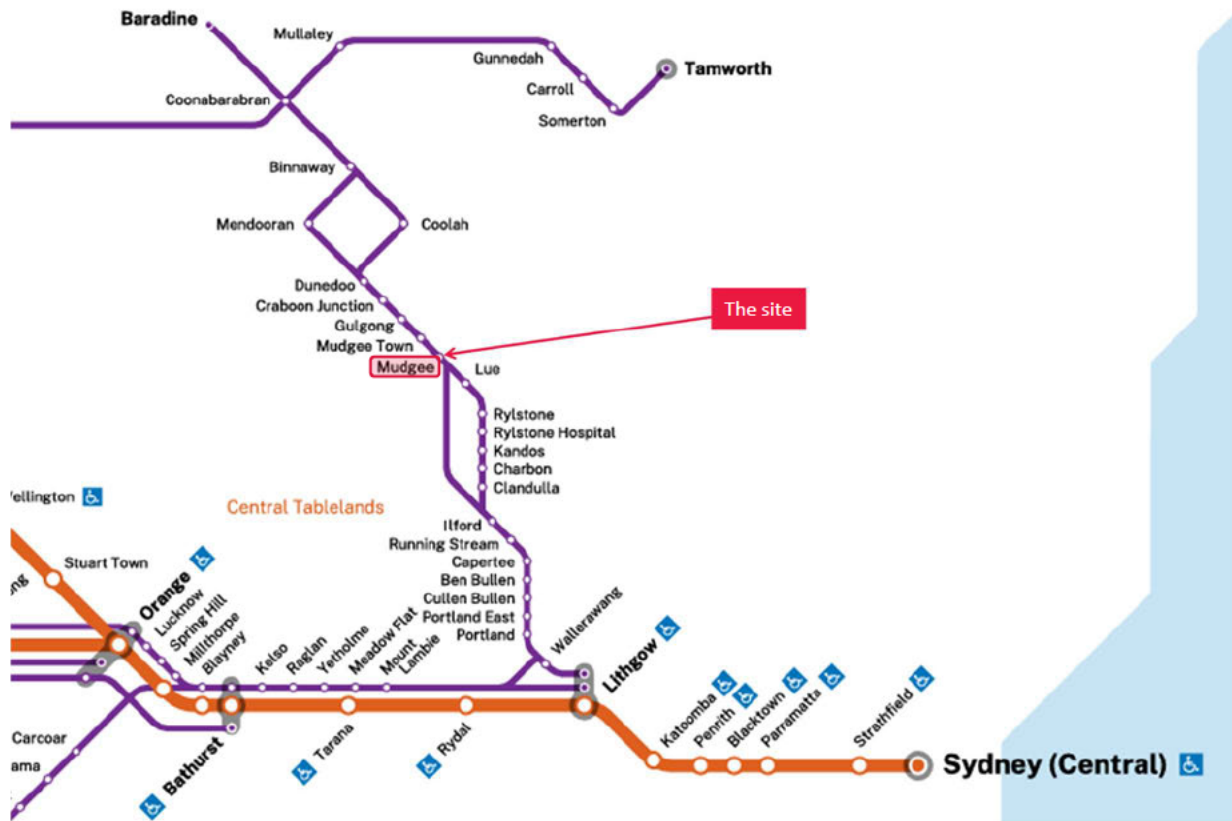 Baradine
Mullaley
Gunnedah
Tamworth
Carroll
Coonabarabran
Somerton
Binnaway
Mendooran
Coolah
Dunedoo
Craboon Junction
The site
Gulgong
Mudgee Town
Mudgee
Lue
Rylstone
Rylstone Hospital
Kandos
Charbon
Clandulla
Central Tablelands
Ilford
Running Stream
Capertee
Ben Bullen
Cullen Bullen
Portland East
Portland
Wallerawang
Stuart Town
Orange
Lucknow
Spring Hill
Millthorpe
Blayney
Kelso
Raglan
Yetholme
Meadow Flat
Mount
Lambie
Lithgow
Katoomba
Penrith
Blacktown
Parramatta
Strathfield
Sydney (Central)
Carcoar
Bathurst
Tarana
Rydal